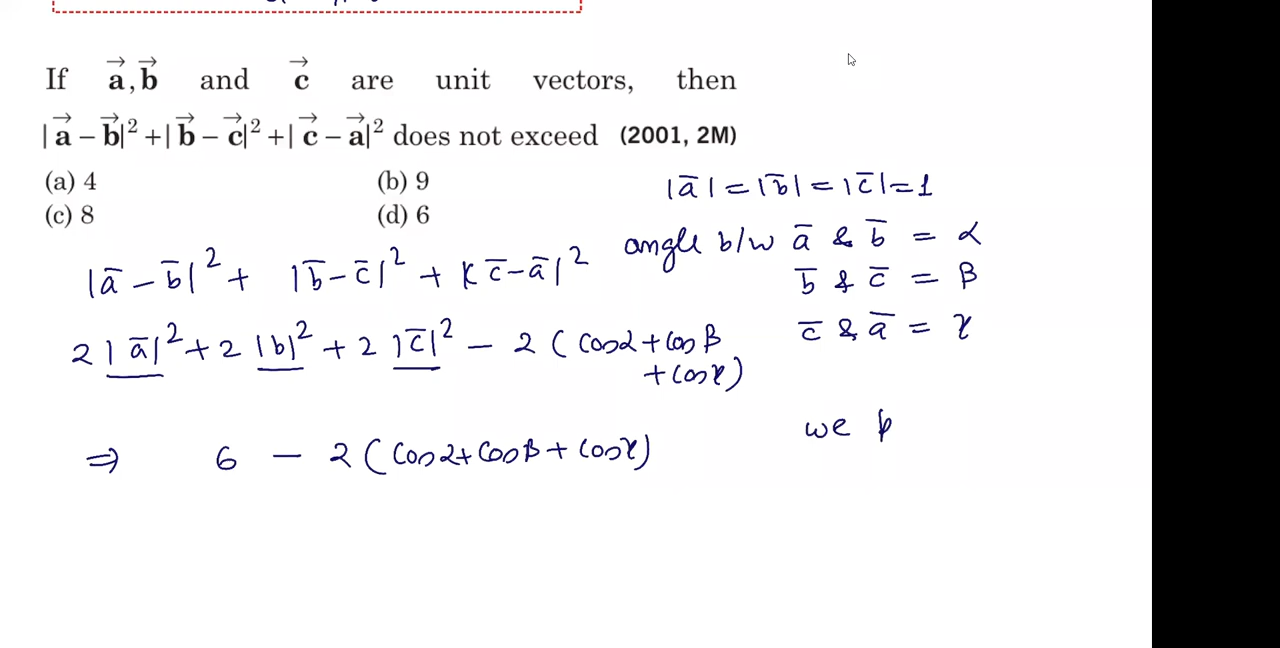 If a⃗, b⃗ and c⃗ are unit vectors, then
|a⃗ − b⃗|² + |b⃗ − c⃗|² + |c⃗ − a⃗|² does not exceed (2001, 2M)
(a) 4 (b) 9
(c) 8 (d) 6
|a̅| = |b̅| = |c̅| = 1
angle b/w a̅ & b̅ = α
b̅ & c̅ = β
c̅ & a̅ = γ
|a̅ − b̅|² + |b̅ − c̅|² + |c̅ − a̅|²
2|a̅|² + 2|b|² + 2|c̅|² − 2(cosα + cosβ
+ cosγ)
we
⇒ 6 − 2(cosα + cosβ + cosγ)